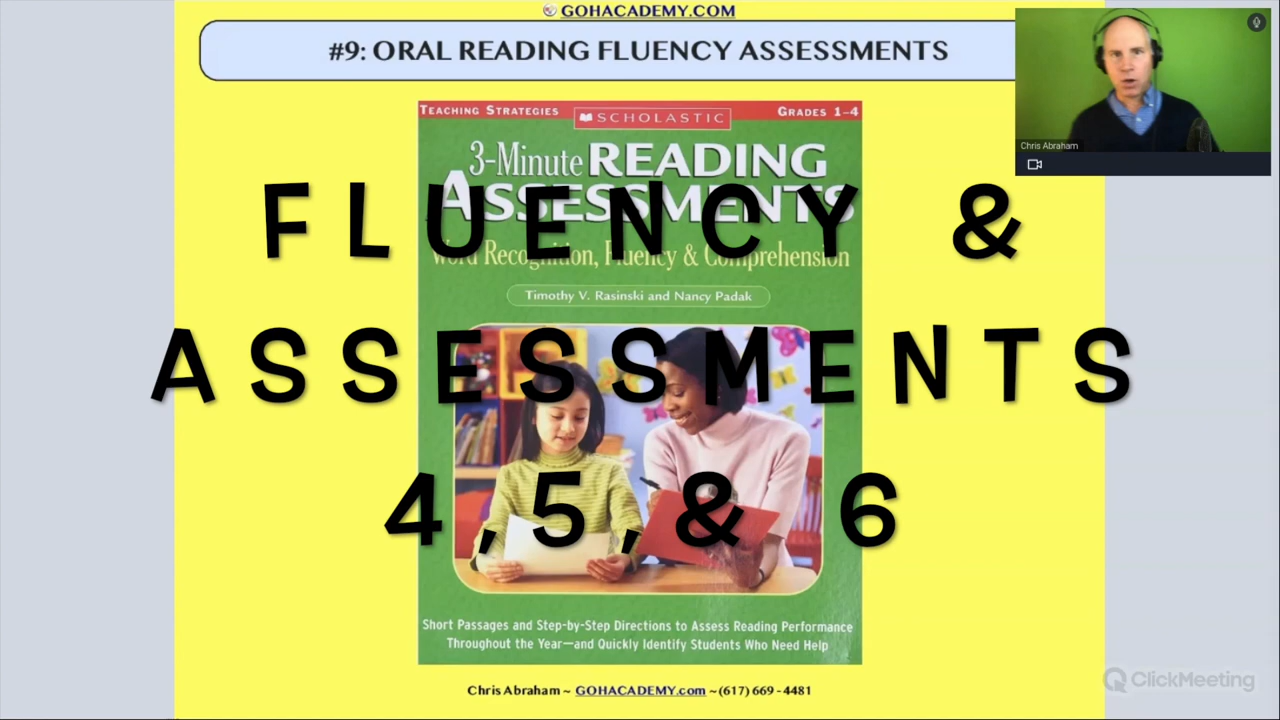 GOHACADEMY.COM
#9: ORAL READING FLUENCY ASSESSMENTS
Chris Abraham
TEACHING STRATEGIES
SCHOLASTIC
GRADES 1–4
3-Minute READING
ASSESSMENTS
Word Recognition, Fluency & Comprehension
Timothy V. Rasinski and Nancy Padak
FLUENCY &
ASSESSMENTS
4, 5, & 6
Short Passages and Step-by-Step Directions to Assess Reading Performance
Throughout the Year—and Quickly Identify Students Who Need Help
Chris Abraham ~ GOHACADEMY.com ~(617) 669 - 4481
ClickMeeting